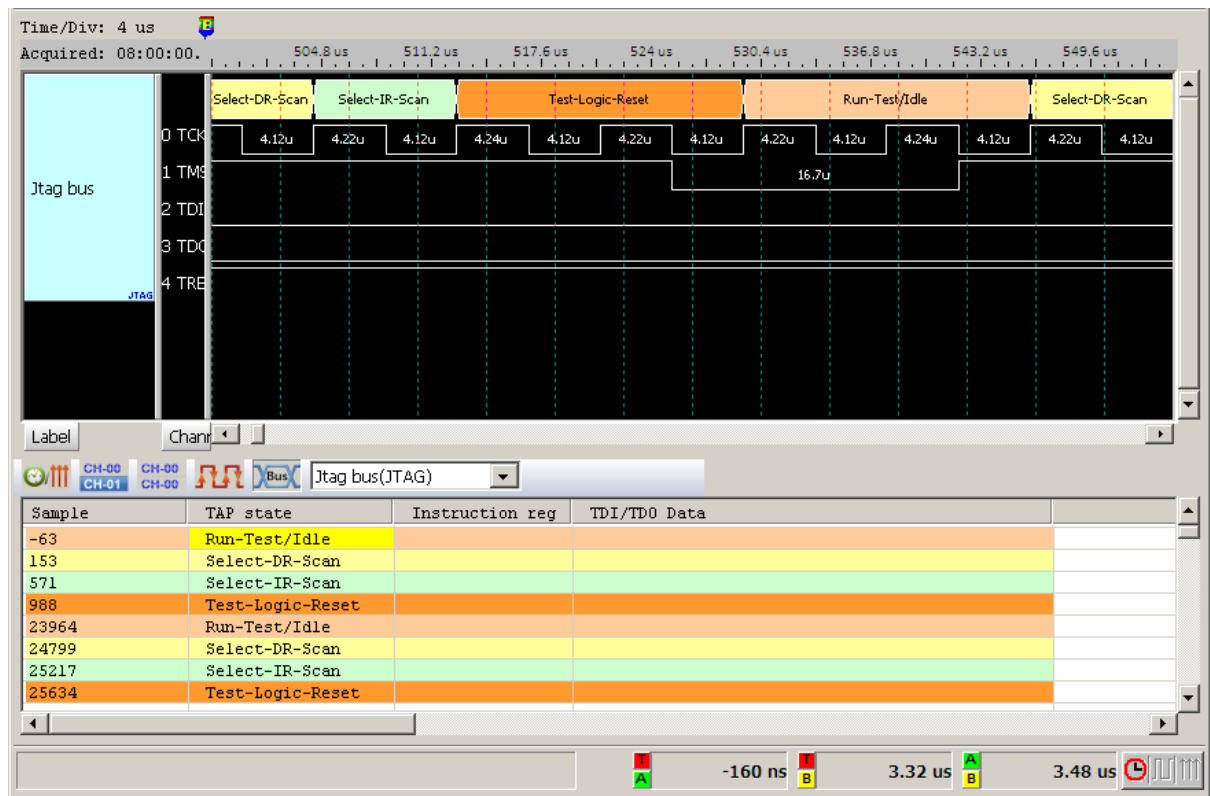 Time/Div: 4 us
Acquired: 08:00:00. 504.8 us 511.2 us 517.6 us 524 us 530.4 us 536.8 us 543.2 us 549.6 us
Select-DR-Scan Select-IR-Scan Test-Logic-Reset Run-Test/Idle Select-DR-Scan
0 TCK 4.12u 4.22u 4.12u 4.24u 4.12u 4.22u 4.12u 4.22u 4.12u 4.24u 4.12u 4.22u 4.12u
1 TMS 16.7u
Jtag bus
2 TDI
3 TDO
4 TRE
JTAG
Label Chann
CH-00 CH-01 CH-00 CH-00 Bus Jtag bus(JTAG)
Sample TAP state Instruction reg TDI/TDO Data
-63 Run-Test/Idle
153 Select-DR-Scan
571 Select-IR-Scan
988 Test-Logic-Reset
23964 Run-Test/Idle
24799 Select-DR-Scan
25217 Select-IR-Scan
25634 Test-Logic-Reset
T A -160 ns T B 3.32 us A B 3.48 us